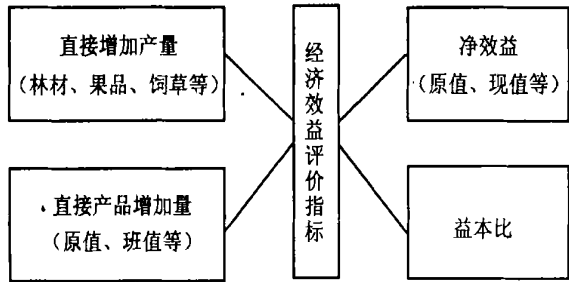 直接增加产量
（林材、果品、饲草等）
直接产品增加量
（原值、班值等）
经济效益评价指标
净效益
（原值、现值等）
益本比